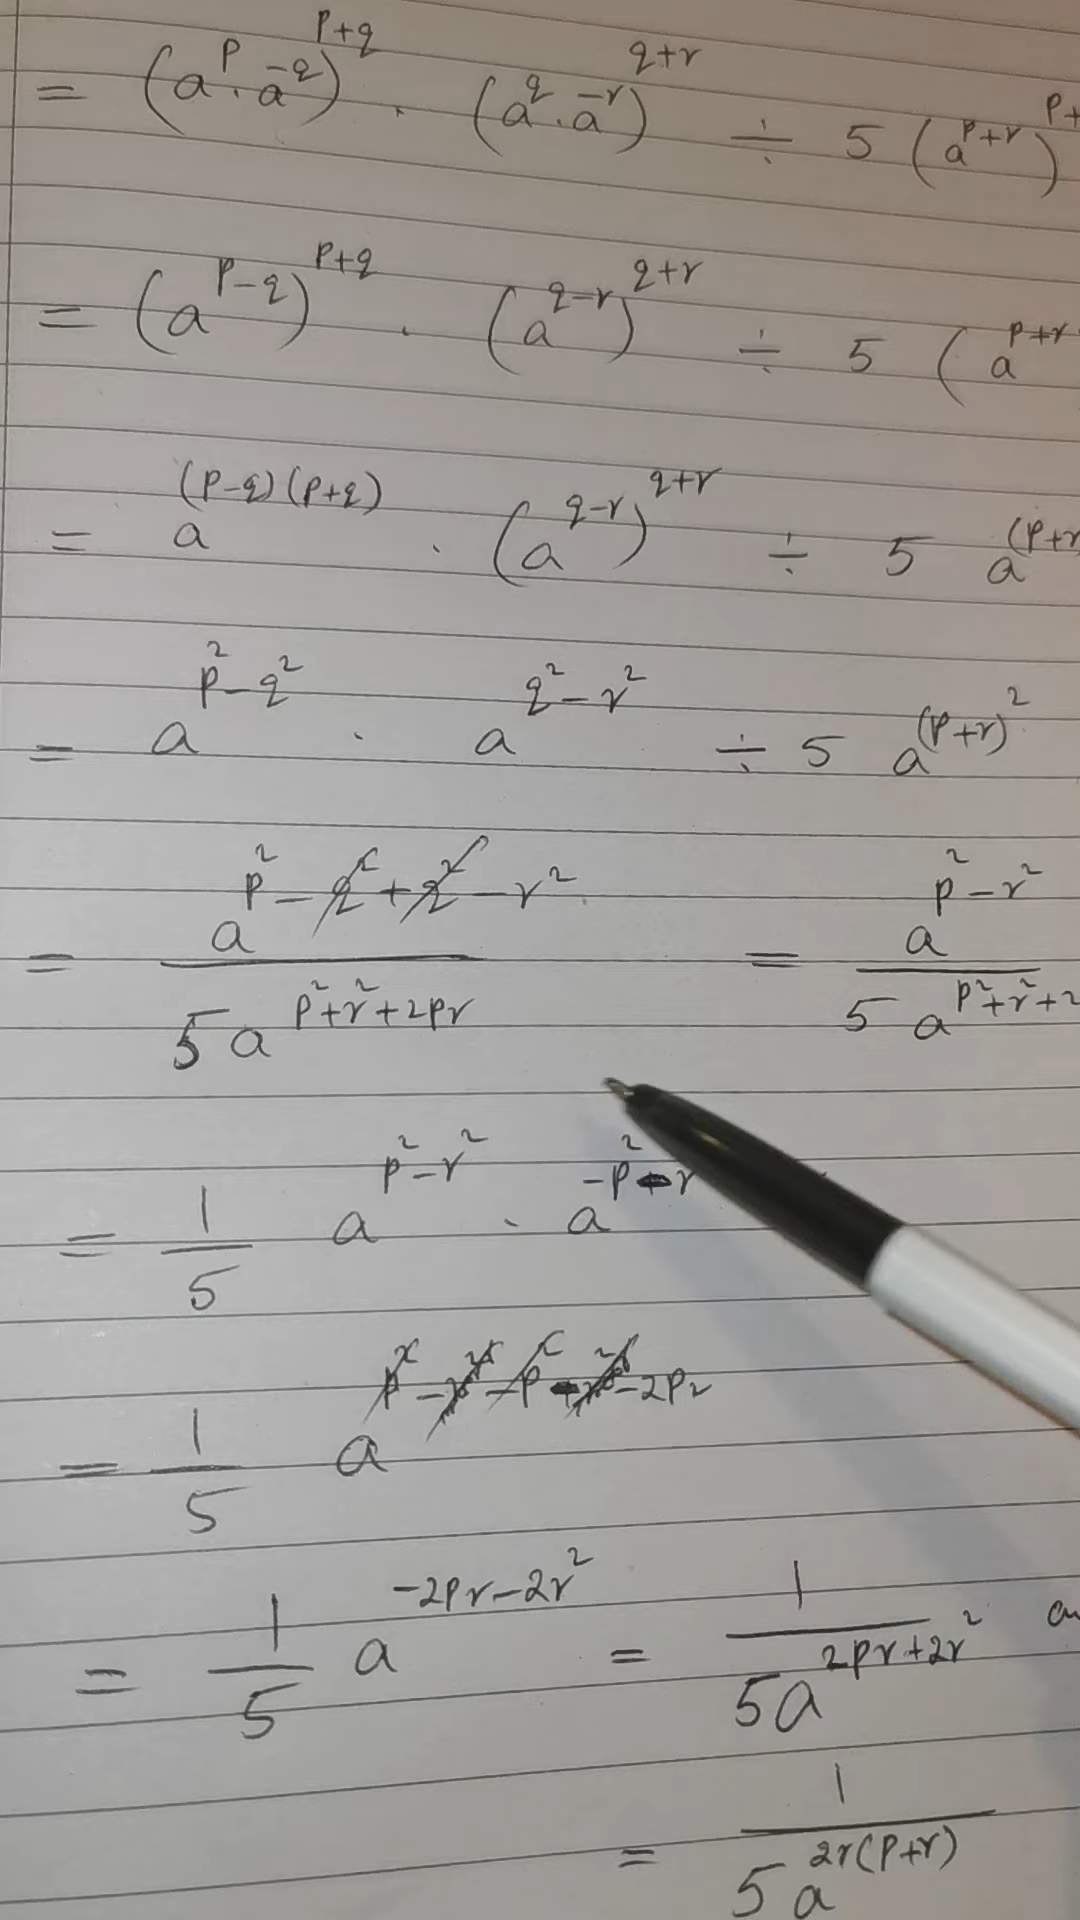 = (a^p . a^-q)^p+q . (a^q . a^-r)^q+r ÷ 5 (a^p+r)^p+
= (a^p-q)^p+q . (a^q-r)^q+r ÷ 5 (a^p+r
= a^(p-q)(p+q) . (a^q-r)^q+r ÷ 5 a^(p+r
= a^p²-q² . a^q²-r² ÷ 5 a^(p+r)²
= a^p²-q²+q²-r² / 5a^p²+r²+2pr = a^p²-r² / 5 a^p²+r²+2
= 1/5 a^p²-r² . a^-p²-r
= 1/5 a^p²-r²-p²-r²-2pr
= 1/5 a^-2pr-2r² = 1 / 5a^2pr+2r²
= 1 / 5a^2r(p+r)